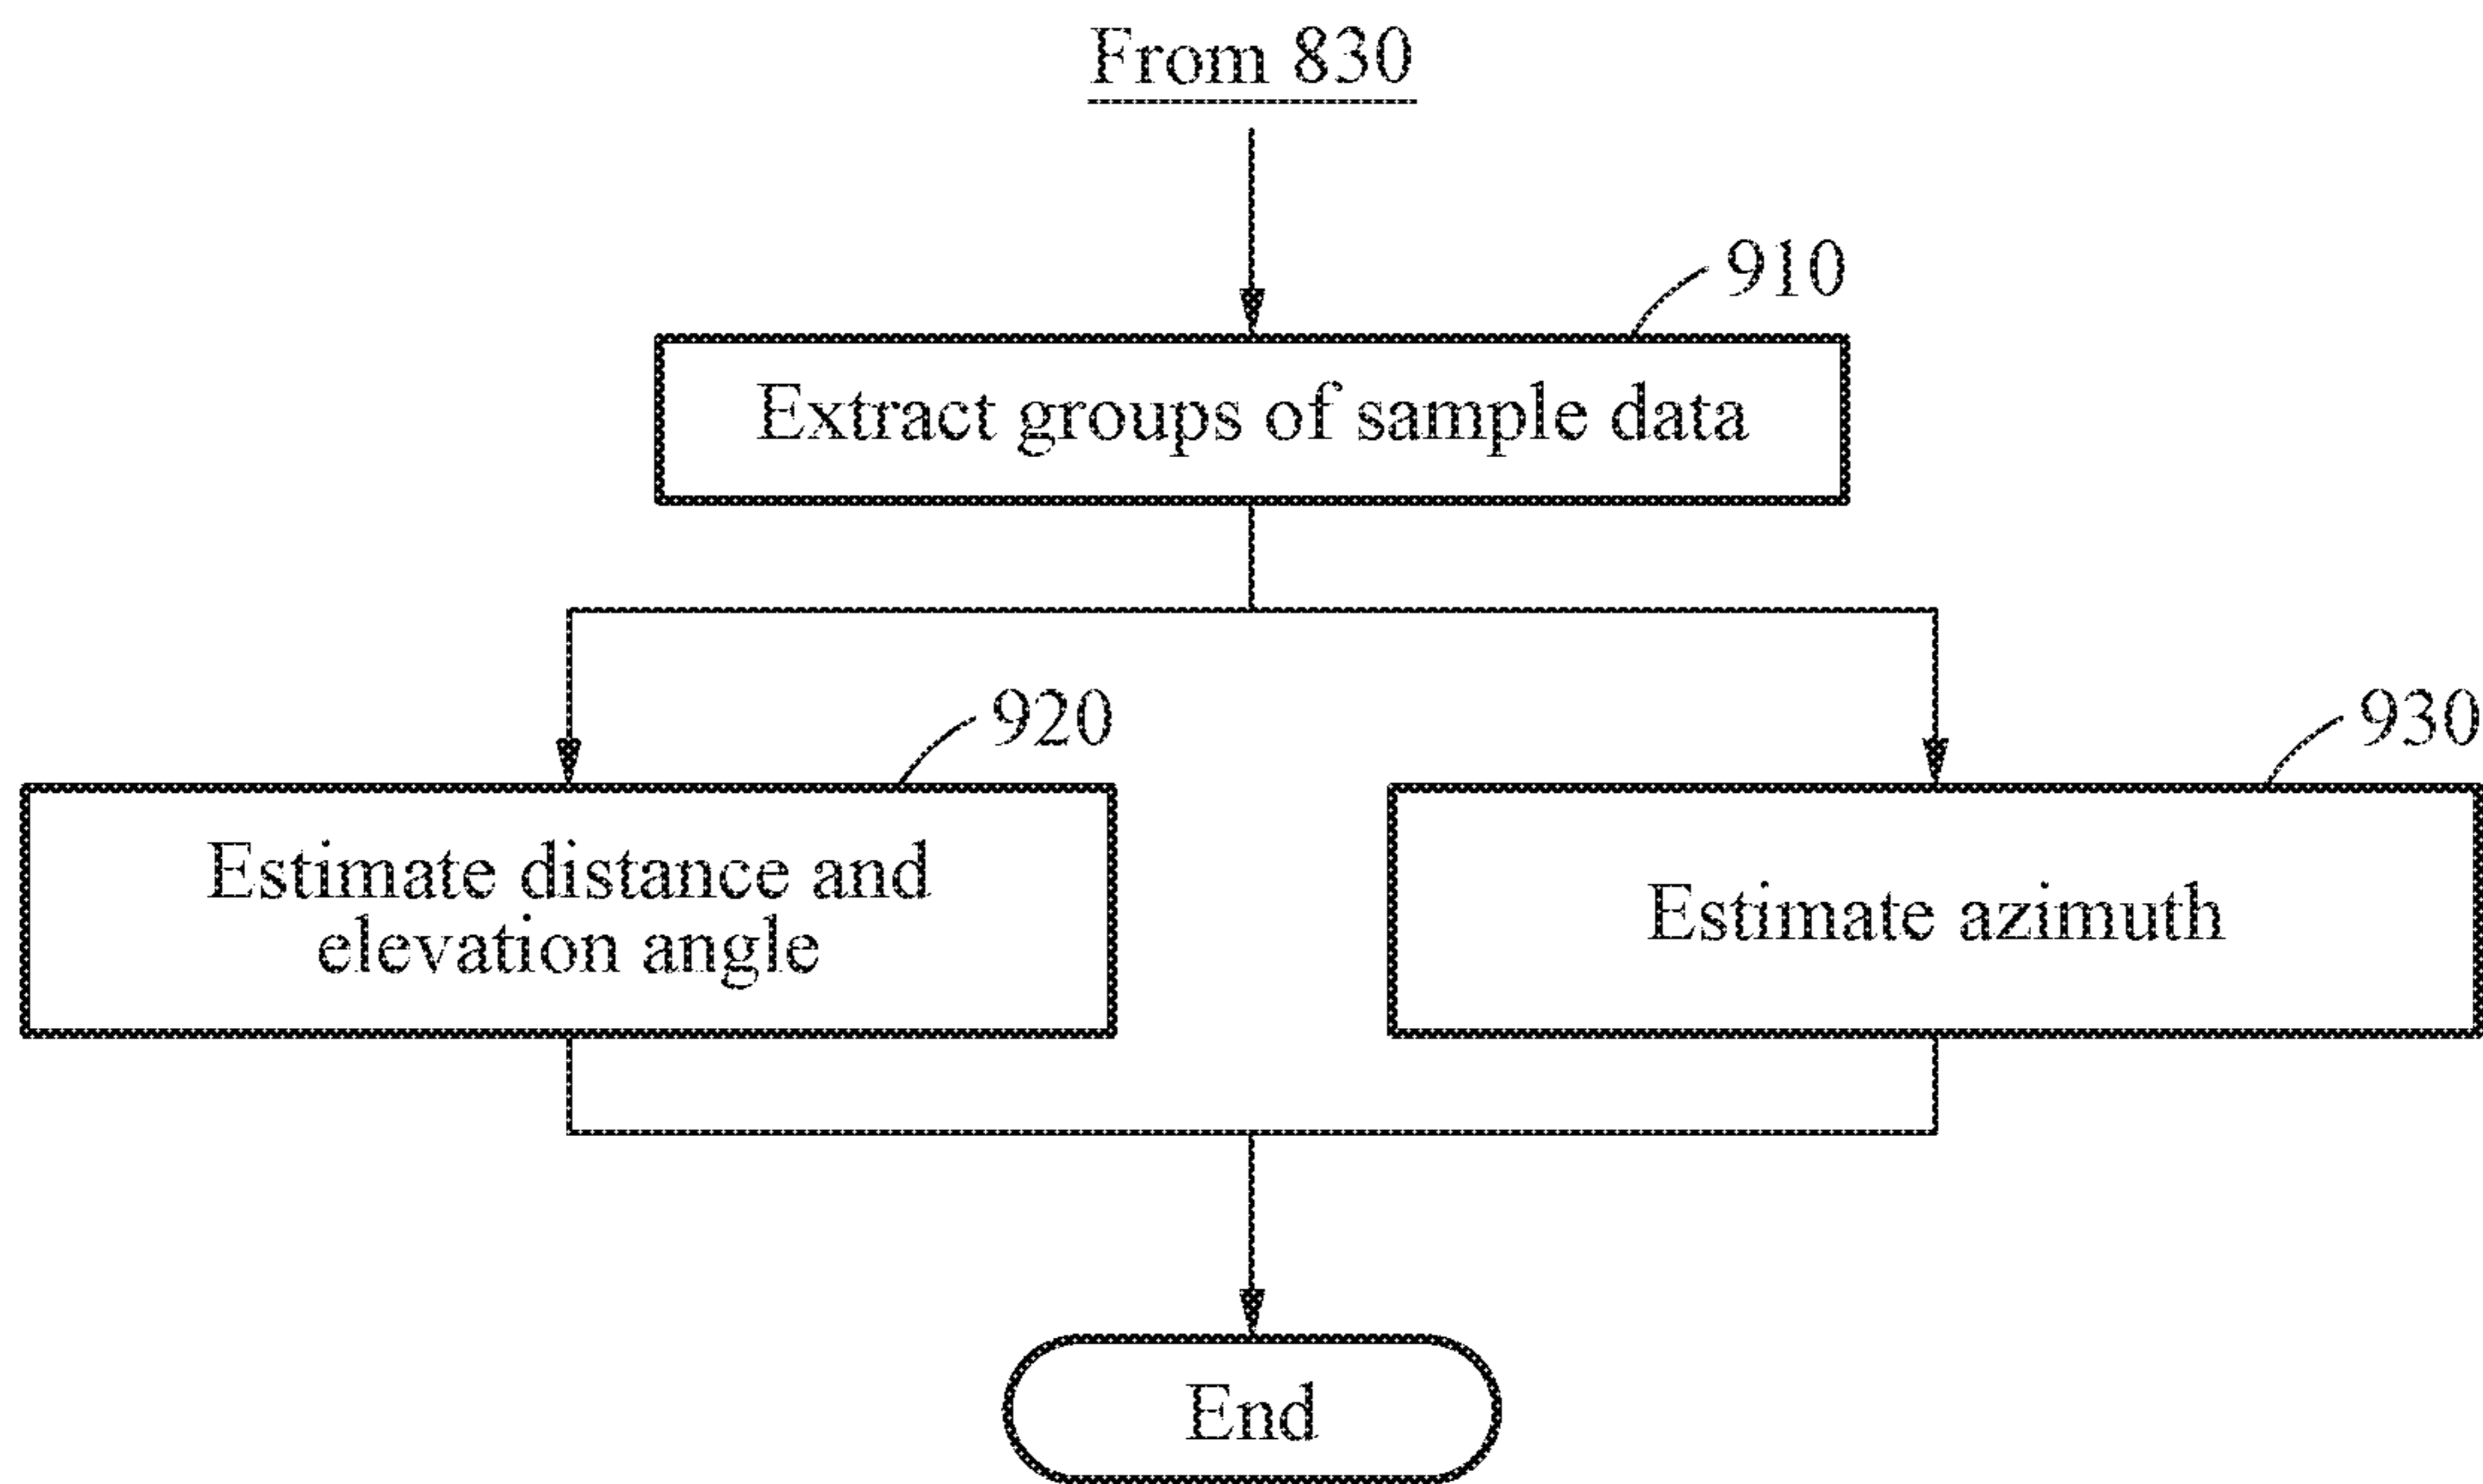 From 830
910
Extract groups of sample data
920
930
Estimate distance and
elevation angle
Estimate azimuth
End